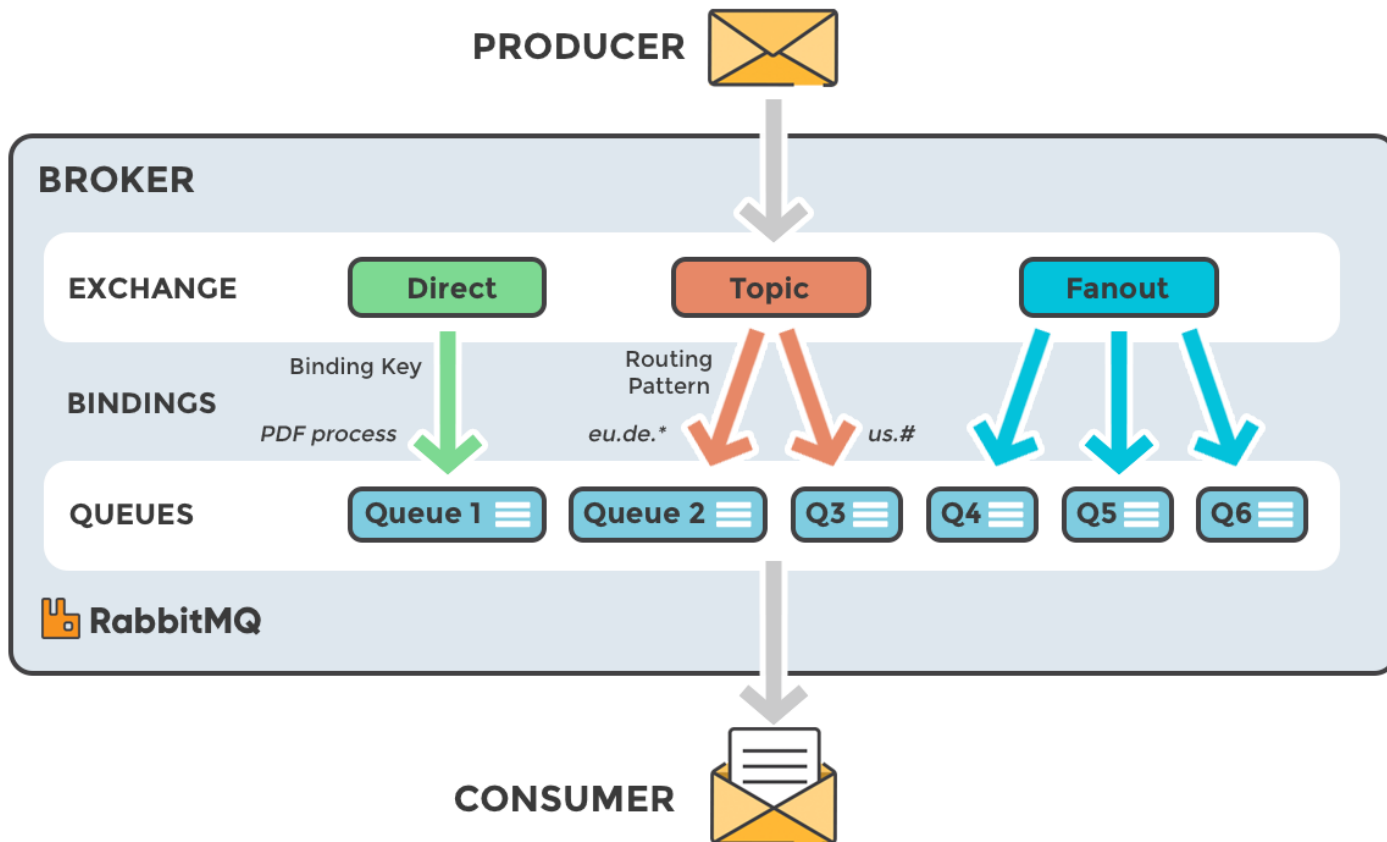 PRODUCER
BROKER
EXCHANGE
Direct
Topic
Fanout
Binding Key
Routing
Pattern
BINDINGS
PDF process
eu.de.*
us.#
QUEUES
Queue 1
Queue 2
Q3
Q4
Q5
Q6
RabbitMQ
CONSUMER